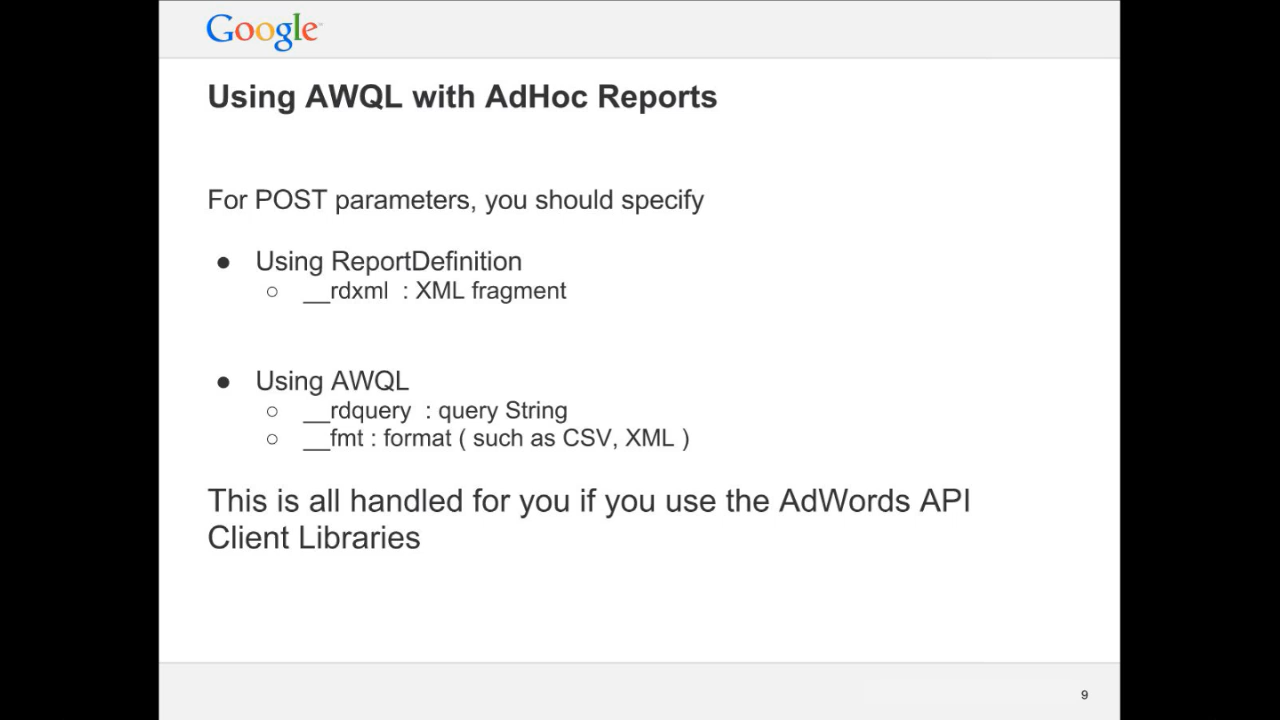 Google
Using AWQL with AdHoc Reports
For POST parameters, you should specify
● Using ReportDefinition
○ __rdxml : XML fragment
● Using AWQL
○ __rdquery : query String
○ __fmt : format ( such as CSV, XML )
This is all handled for you if you use the AdWords API
Client Libraries
9